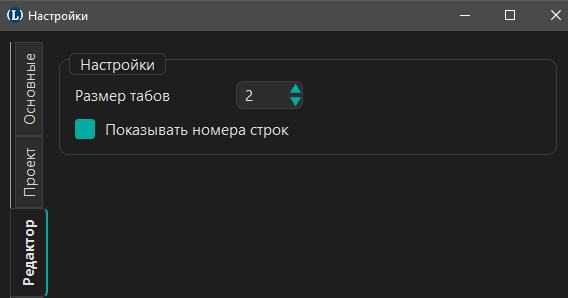 (L) Настройки
Основные
Проект
Редактор
Настройки
Размер табов 2
Показывать номера строк